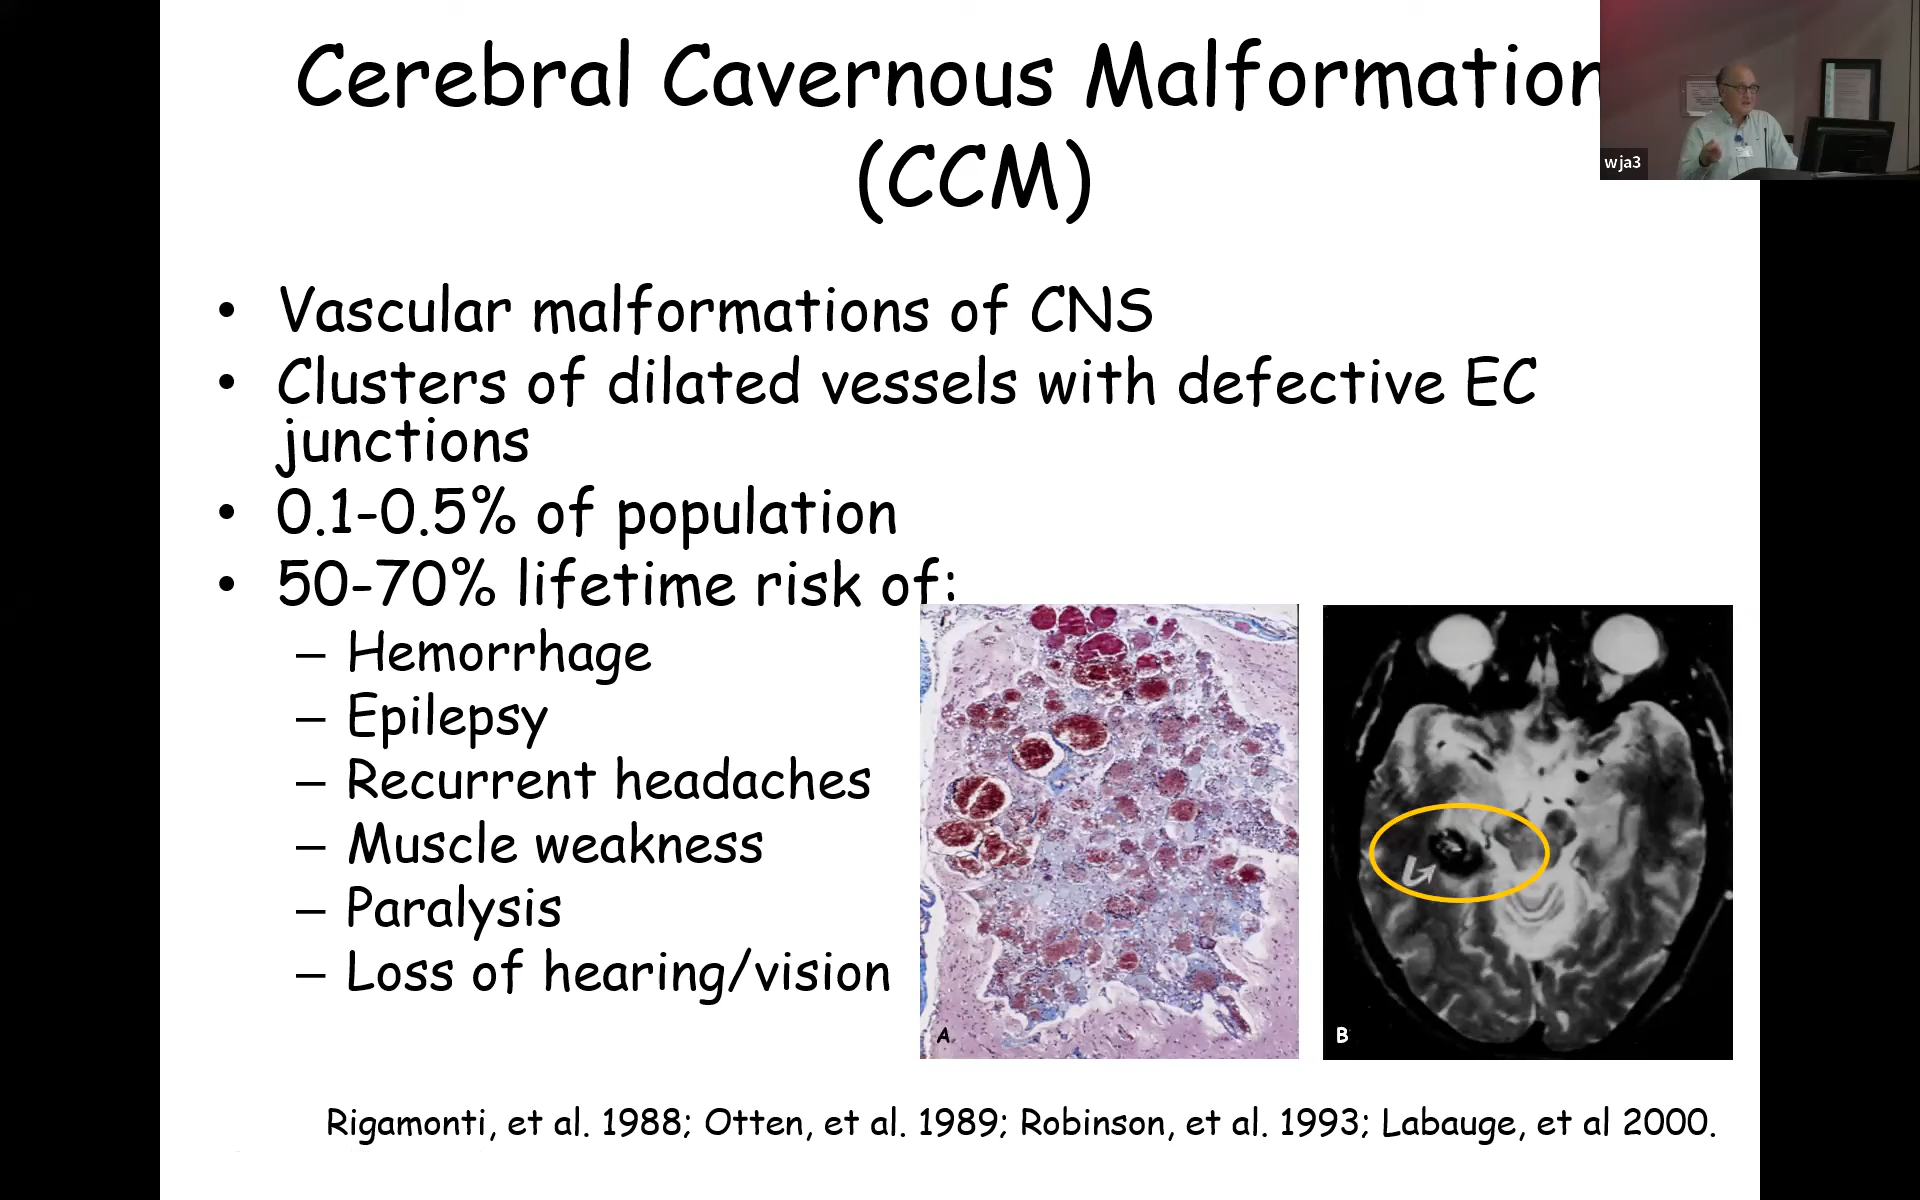 Cerebral Cavernous Malformation
(CCM)
wja3
• Vascular malformations of CNS
• Clusters of dilated vessels with defective EC
junctions
• 0.1-0.5% of population
• 50-70% lifetime risk of:
– Hemorrhage
– Epilepsy
– Recurrent headaches
– Muscle weakness
– Paralysis
– Loss of hearing/vision
A
B
Rigamonti, et al. 1988; Otten, et al. 1989; Robinson, et al. 1993; Labauge, et al 2000.